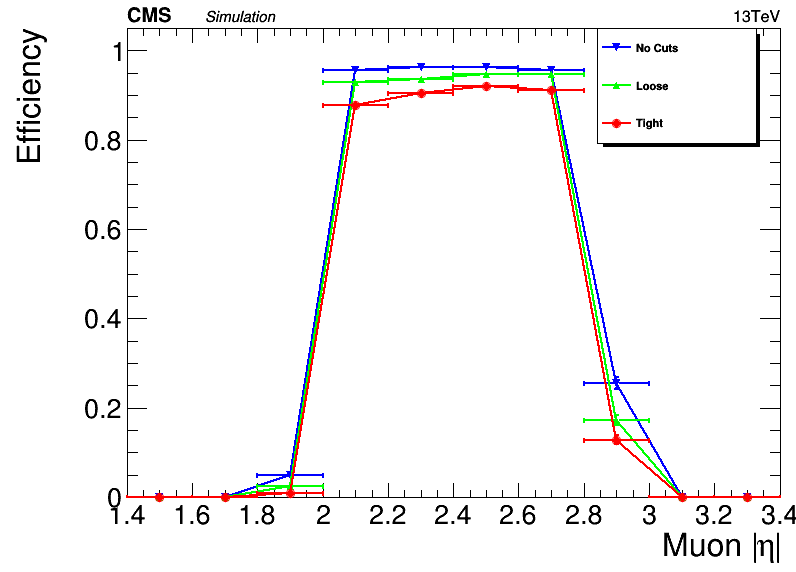 CMS Simulation 13TeV
Efficiency
1
0.8
0.6
0.4
0.2
0
No Cuts
Loose
Tight
1.4 1.6 1.8 2 2.2 2.4 2.6 2.8 3 3.2 3.4
Muon |η|